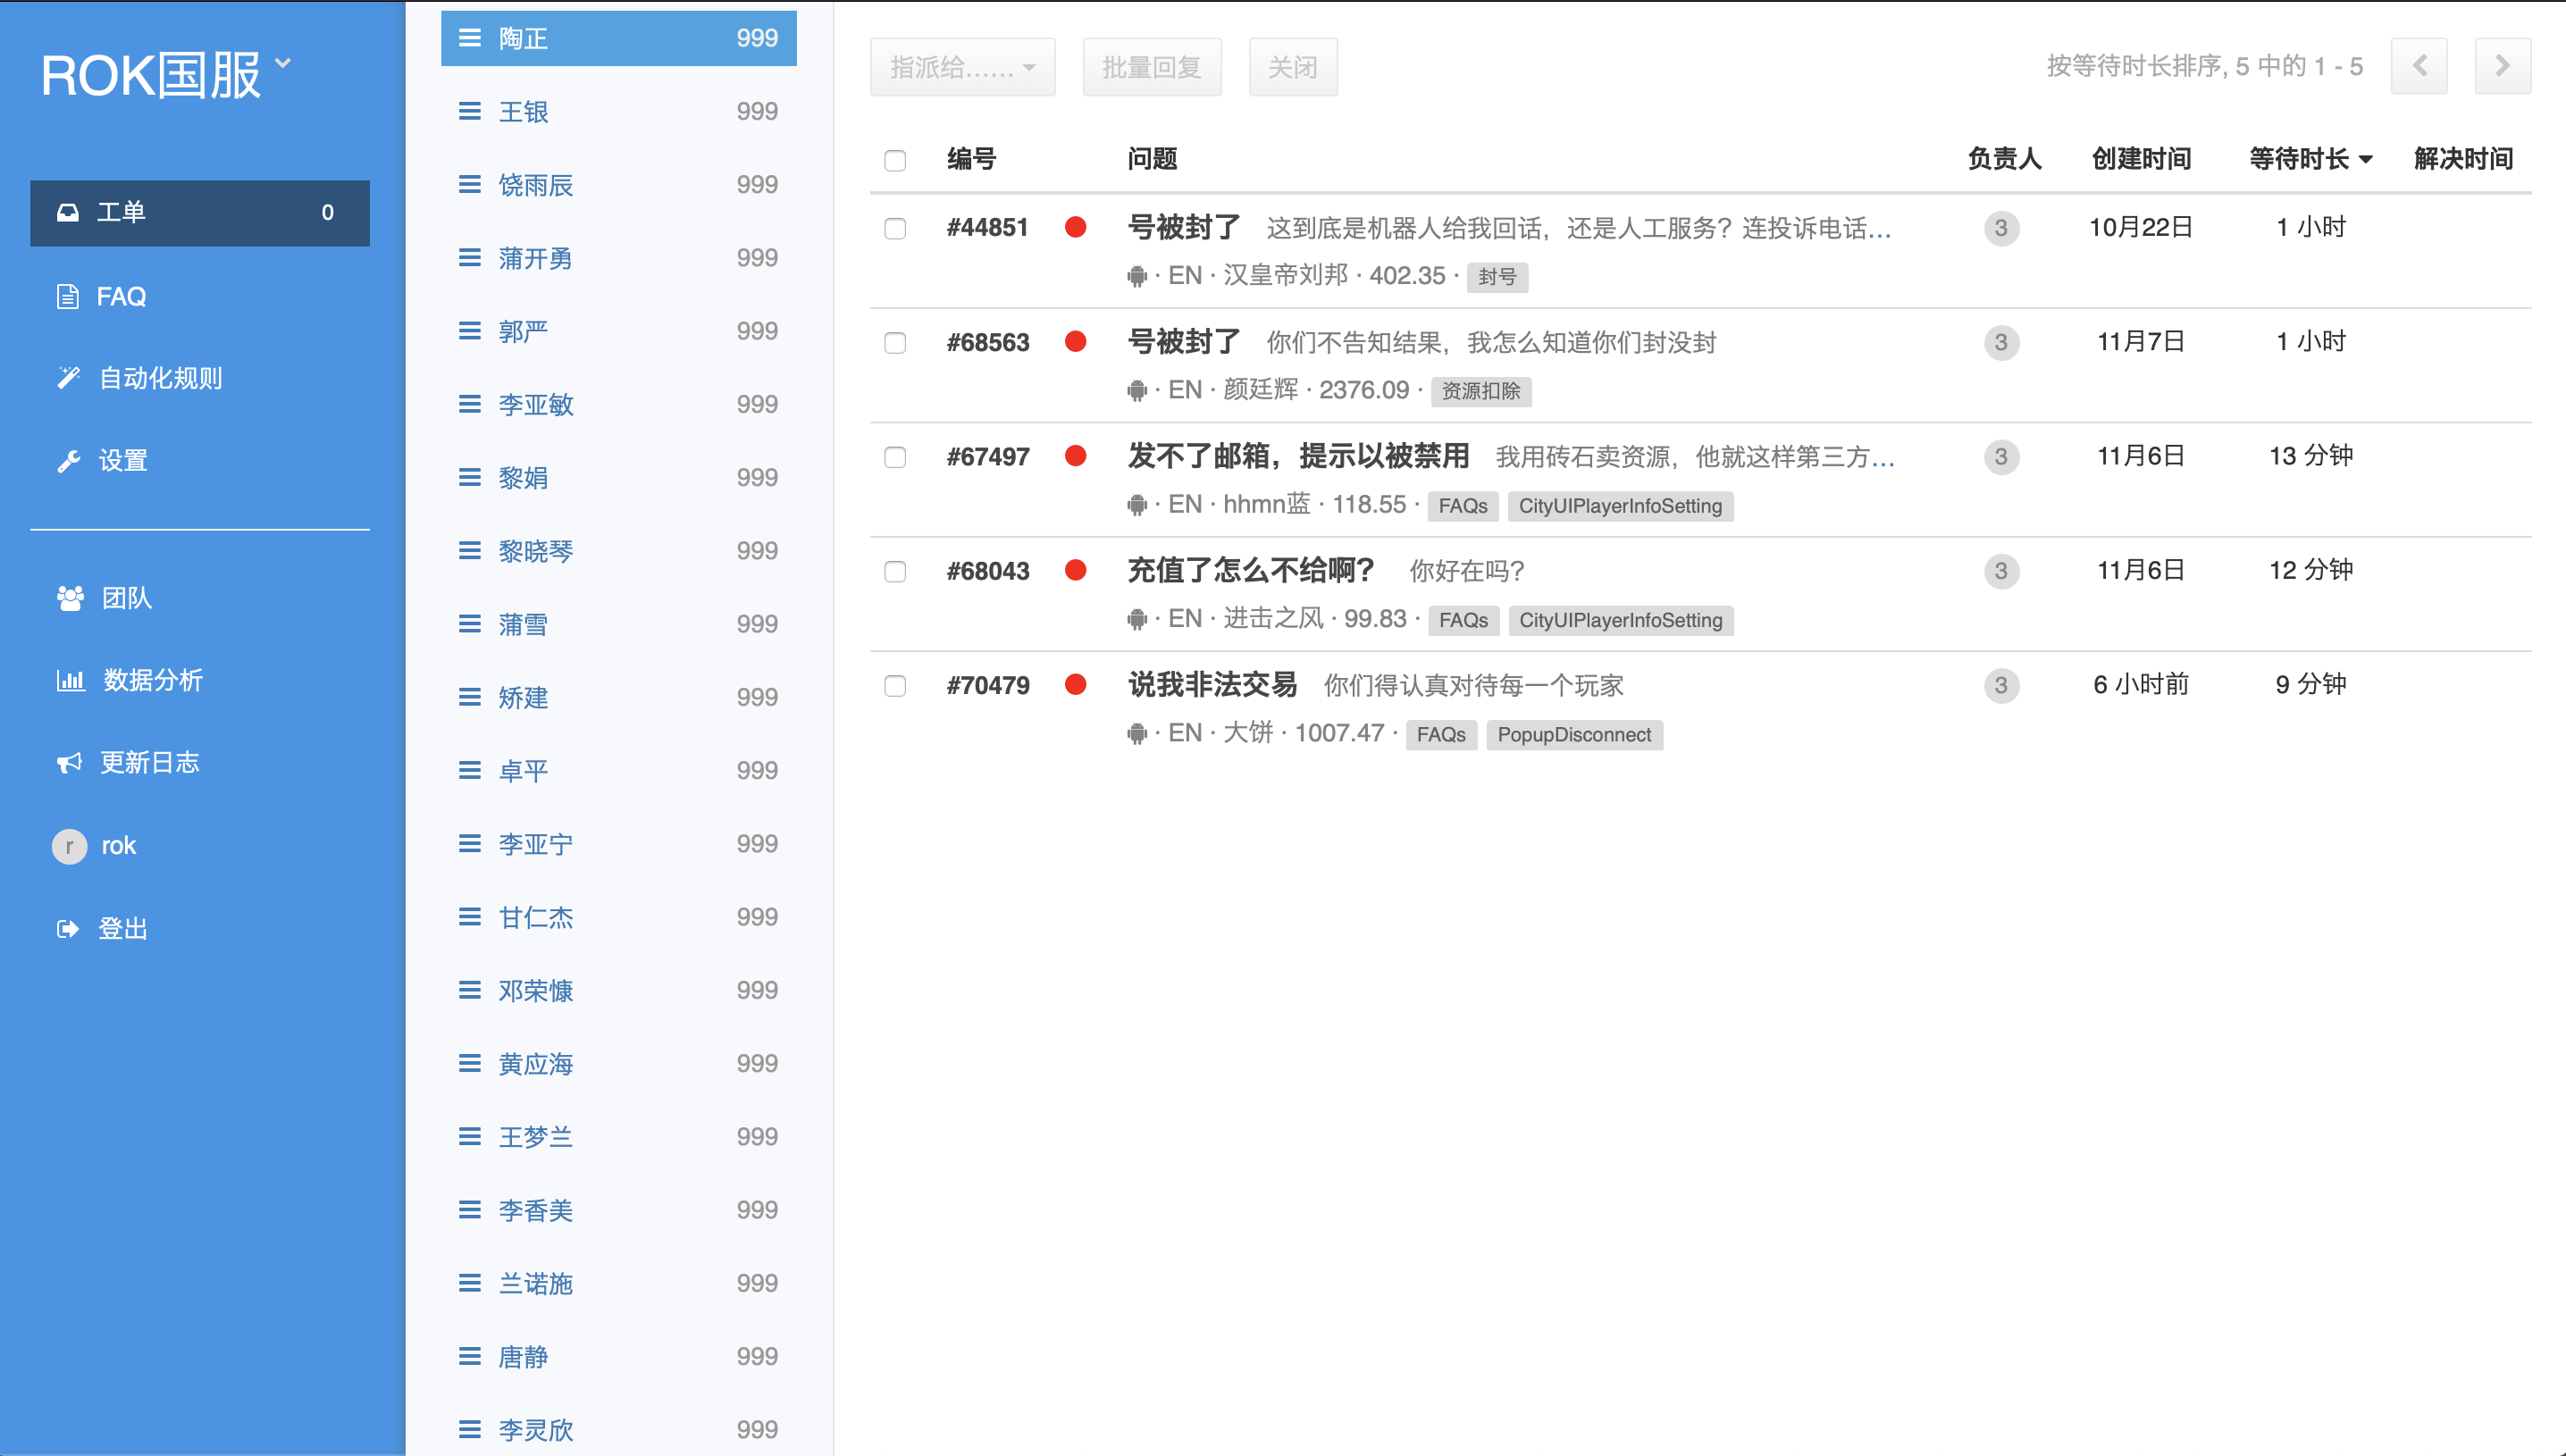 ROK国服
工单 0
FAQ
自动化规则
设置
团队
数据分析
更新日志
r rok
登出
陶正 999
王银 999
饶雨辰 999
蒲开勇 999
郭严 999
李亚敏 999
黎娟 999
黎晓琴 999
蒲雪 999
矫建 999
卓平 999
李亚宁 999
甘仁杰 999
邓荣慷 999
黄应海 999
王梦兰 999
李香美 999
兰诺施 999
唐静 999
李灵欣 999
指派给…… 批量回复 关闭 按等待时长排序, 5 中的 1 - 5
编号 问题 负责人 创建时间 等待时长 解决时间
#44851 号被封了 这到底是机器人给我回话，还是人工服务？连投诉电话… 3 10月22日 1 小时
· EN · 汉皇帝刘邦 · 402.35 · 封号
#68563 号被封了 你们不告知结果，我怎么知道你们封没封 3 11月7日 1 小时
· EN · 颜廷辉 · 2376.09 · 资源扣除
#67497 发不了邮箱，提示以被禁用 我用砖石卖资源，他就这样第三方… 3 11月6日 13 分钟
· EN · hhmn蓝 · 118.55 · FAQs CityUIPlayerInfoSetting
#68043 充值了怎么不给啊？ 你好在吗？ 3 11月6日 12 分钟
· EN · 进击之风 · 99.83 · FAQs CityUIPlayerInfoSetting
#70479 说我非法交易 你们得认真对待每一个玩家 3 6 小时前 9 分钟
· EN · 大饼 · 1007.47 · FAQs PopupDisconnect